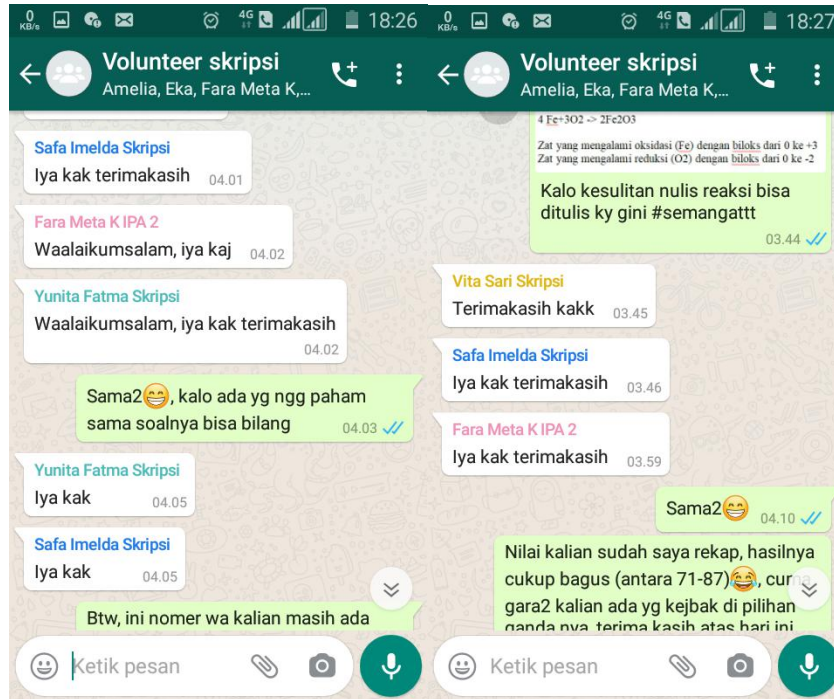 0
KB/s
4G
18:26
Volunteer skripsi
Amelia, Eka, Fara Meta K,...
Safa Imelda Skripsi
Iya kak terimakasih 04.01
Fara Meta K IPA 2
Waalaikumsalam, iya kaj 04.02
Yunita Fatma Skripsi
Waalaikumsalam, iya kak terimakasih
04.02
Sama2😁, kalo ada yg ngg paham
sama soalnya bisa bilang 04.03
Yunita Fatma Skripsi
Iya kak 04.05
Safa Imelda Skripsi
Iya kak 04.05
Btw, ini nomer wa kalian masih ada
Ketik pesan
0
KB/s
4G
18:27
Volunteer skripsi
Amelia, Eka, Fara Meta K,...
4 Fe+3O2 -> 2Fe2O3
Zat yang mengalami oksidasi (Fe) dengan biloks dari 0 ke +3
Zat yang mengalami reduksi (O2) dengan biloks dari 0 ke -2
Kalo kesulitan nulis reaksi bisa
ditulis ky gini #semangattt
03.44
Vita Sari Skripsi
Terimakasih kakk 03.45
Safa Imelda Skripsi
Iya kak terimakasih 03.46
Fara Meta K IPA 2
Iya kak terimakasih 03.59
Sama2😁 04.10
Nilai kalian sudah saya rekap, hasilnya
cukup bagus (antara 71-87)😂, cuma
gara2 kalian ada yg kejbak di pilihan
ganda nya, terima kasih atas hari ini
Ketik pesan